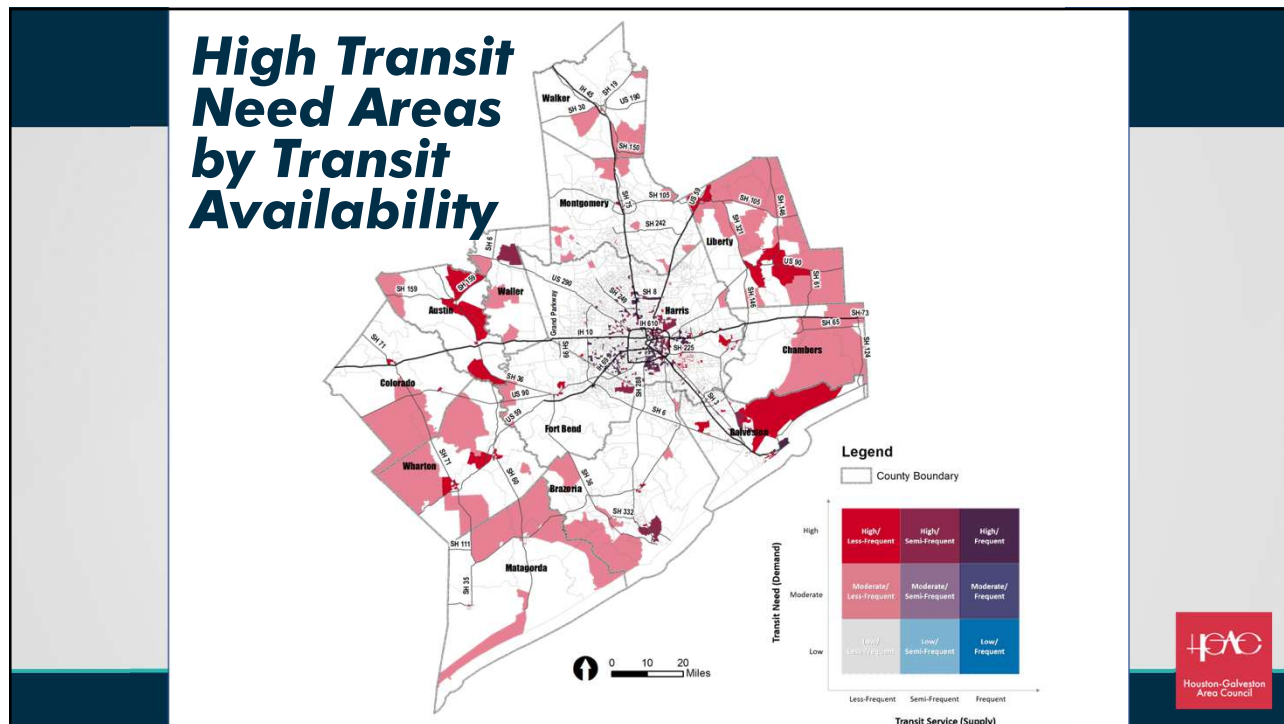 High Transit
Need Areas
by Transit
Availability
Walker
IH 45
SH 19
US 190
SH 30
SH 150
Montgomery
SH 75
SH 105
SH 242
US 59
SH 105
SH 146
SH 321
Liberty
US 90
SH 61
SH 146
SH 6
SH 159
SH 159
Waller
US 290
SH 249
SH 8
Harris
Austin
Grand Parkway
IH 10
IH 610
SH 225
SH 65
SH 73
SH 124
Chambers
SH 71
SH 99
IH 69
Colorado
SH 36
US 90
SH 288
SH 6
SH 3
US 59
Fort Bend
Galveston
Wharton
SH 71
SH 60
Brazoria
SH 36
SH 332
SH 111
SH 35
Matagorda
0 10 20
Miles
Legend
County Boundary
Transit Need (Demand)
High
Moderate
Low
High/
Less-Frequent
High/
Semi-Frequent
High/
Frequent
Moderate/
Less-Frequent
Moderate/
Semi-Frequent
Moderate/
Frequent
Low/
Less-Frequent
Low/
Semi-Frequent
Low/
Frequent
Less-Frequent Semi-Frequent Frequent
Transit Service (Supply)
Houston-Galveston
Area Council